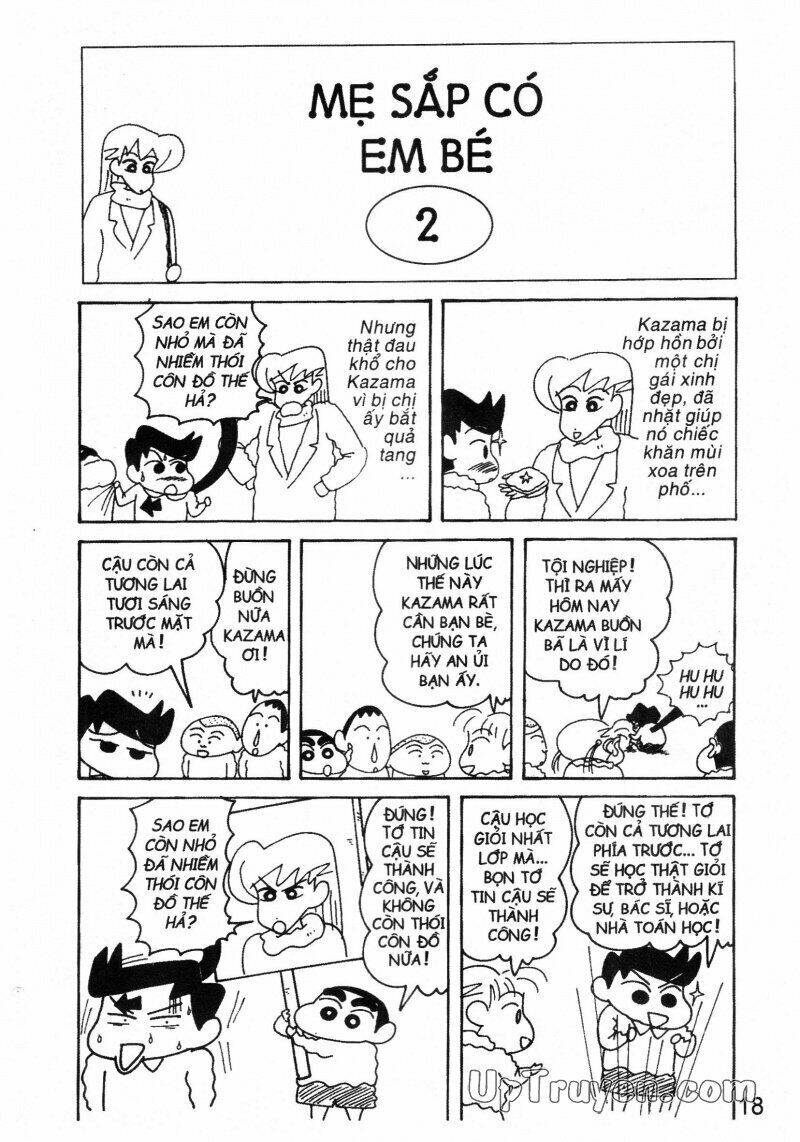 MẸ SẮP CÓ
EM BÉ
2
Kazama bị
hớp hồn bởi
một chị
gái xinh
đẹp, đã
nhặt giúp
nó chiếc
khăn mùi
xoa trên
phố...
Nhưng
thật đau
khổ cho
Kazama
vì bị chị
ấy bắt
quả
tang
...
SAO EM CÒN
NHỎ MÀ ĐÃ
NHIỄM THÓI
CÔN ĐỒ THẾ
HẢ?
TỘI NGHIỆP!
THÌ RA MẤY
HÔM NAY
KAZAMA BUỒN
BÃ LÀ VÌ LÍ
DO ĐÓ!
HU HU
HU HU
...
NHỮNG LÚC
THẾ NÀY
KAZAMA RẤT
CẦN BẠN BÈ,
CHÚNG TA
HÃY AN ỦI
BẠN ẤY.
ĐỪNG
BUỒN
NỮA
KAZAMA
ƠI!
CẬU CÒN CẢ
TƯƠNG LAI
TƯƠI SÁNG
TRƯỚC MẶT
MÀ!
ĐÚNG THẾ! TỚ
CÒN CẢ TƯƠNG LAI
PHÍA TRƯỚC... TỚ
SẼ HỌC THẬT GIỎI
ĐỂ TRỞ THÀNH KĨ
SƯ, BÁC SĨ, HOẶC
NHÀ TOÁN HỌC!
CẬU HỌC
GIỎI NHẤT
LỚP MÀ...
BỌN TỚ
TIN CẬU SẼ
THÀNH
CÔNG!
ĐÚNG!
TỚ TIN
CẬU SẼ
THÀNH
CÔNG, VÀ
KHÔNG
CÒN THÓI
CÔN ĐỒ
NỮA!
SAO EM
CÒN NHỎ
ĐÃ NHIỄM
THÓI CÔN
ĐỒ THẾ
HẢ?
UpTruyen.com
18